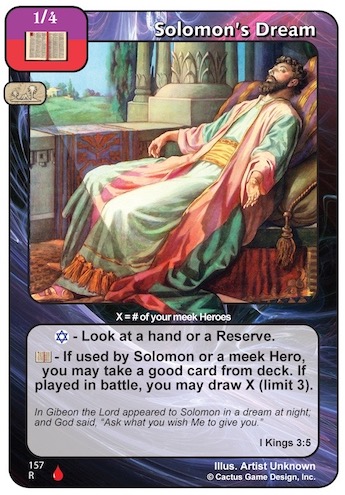 1/4
Solomon's Dream
X = # of your meek Heroes
- Look at a hand or a Reserve.
- If used by Solomon or a meek Hero,
you may take a good card from deck. If
played in battle, you may draw X (limit 3).
In Gibeon the Lord appeared to Solomon in a dream at night;
and God said, "Ask what you wish Me to give you."
I Kings 3:5
157
R
Illus. Artist Unknown
© Cactus Game Design, Inc.